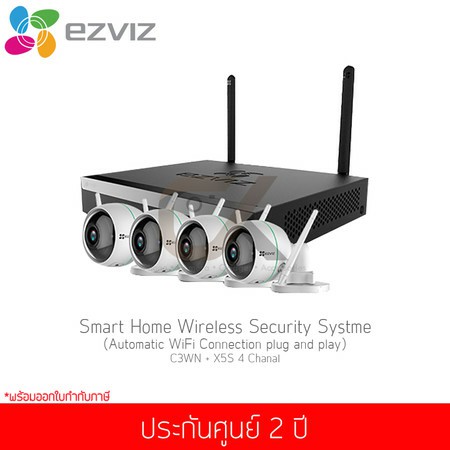 ezviz
ezviz
Smart Home Wireless Security Systme
(Automatic WiFi Connection plug and play)
C3WN + X5S 4 Chanal
*พร้อมออกใบกำกับภาษี
ประกันศูนย์ 2 ปี